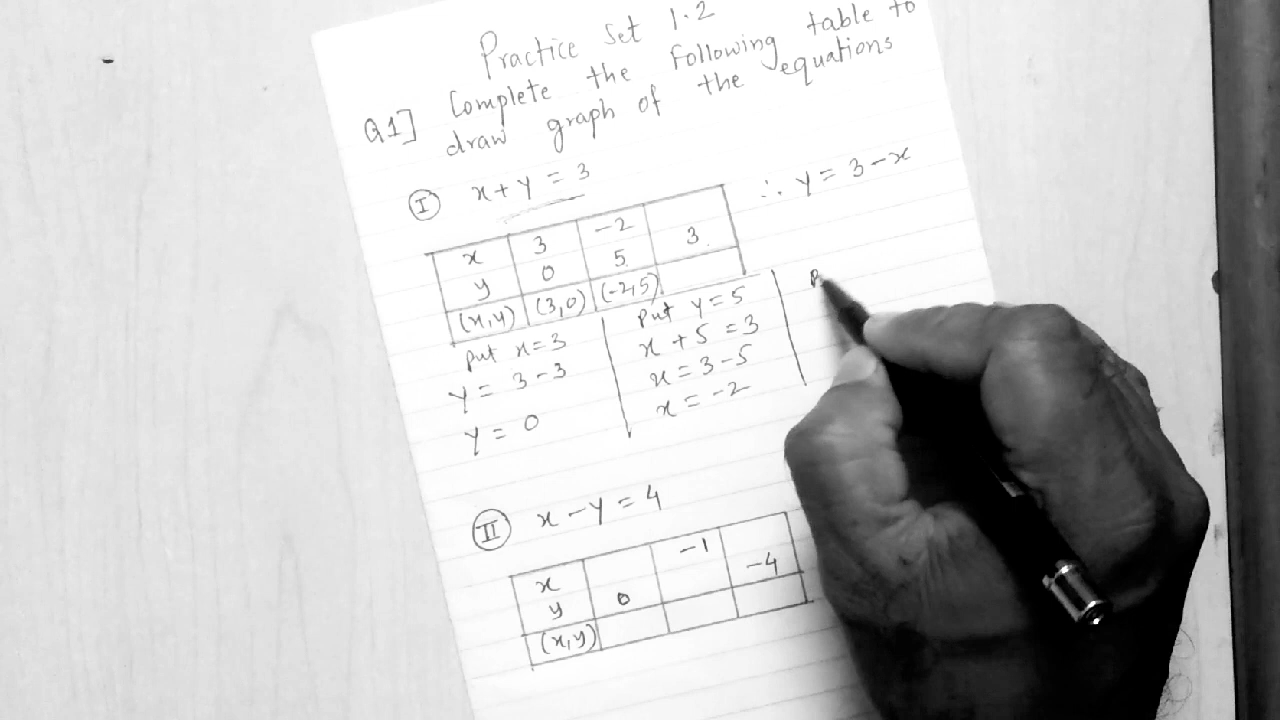 Practice Set 1.2
Q1] Complete the following table to
draw graph of the equations
(I) x + y = 3 ∴ y = 3 - x
x 3 -2
y 0 5 3
(x,y) (3,0) (-2,5)
put x = 3
y = 3 - 3
y = 0
Put y = 5
x + 5 = 3
x = 3 - 5
x = -2
(II) x - y = 4
x -1
y 0 -4
(x,y)